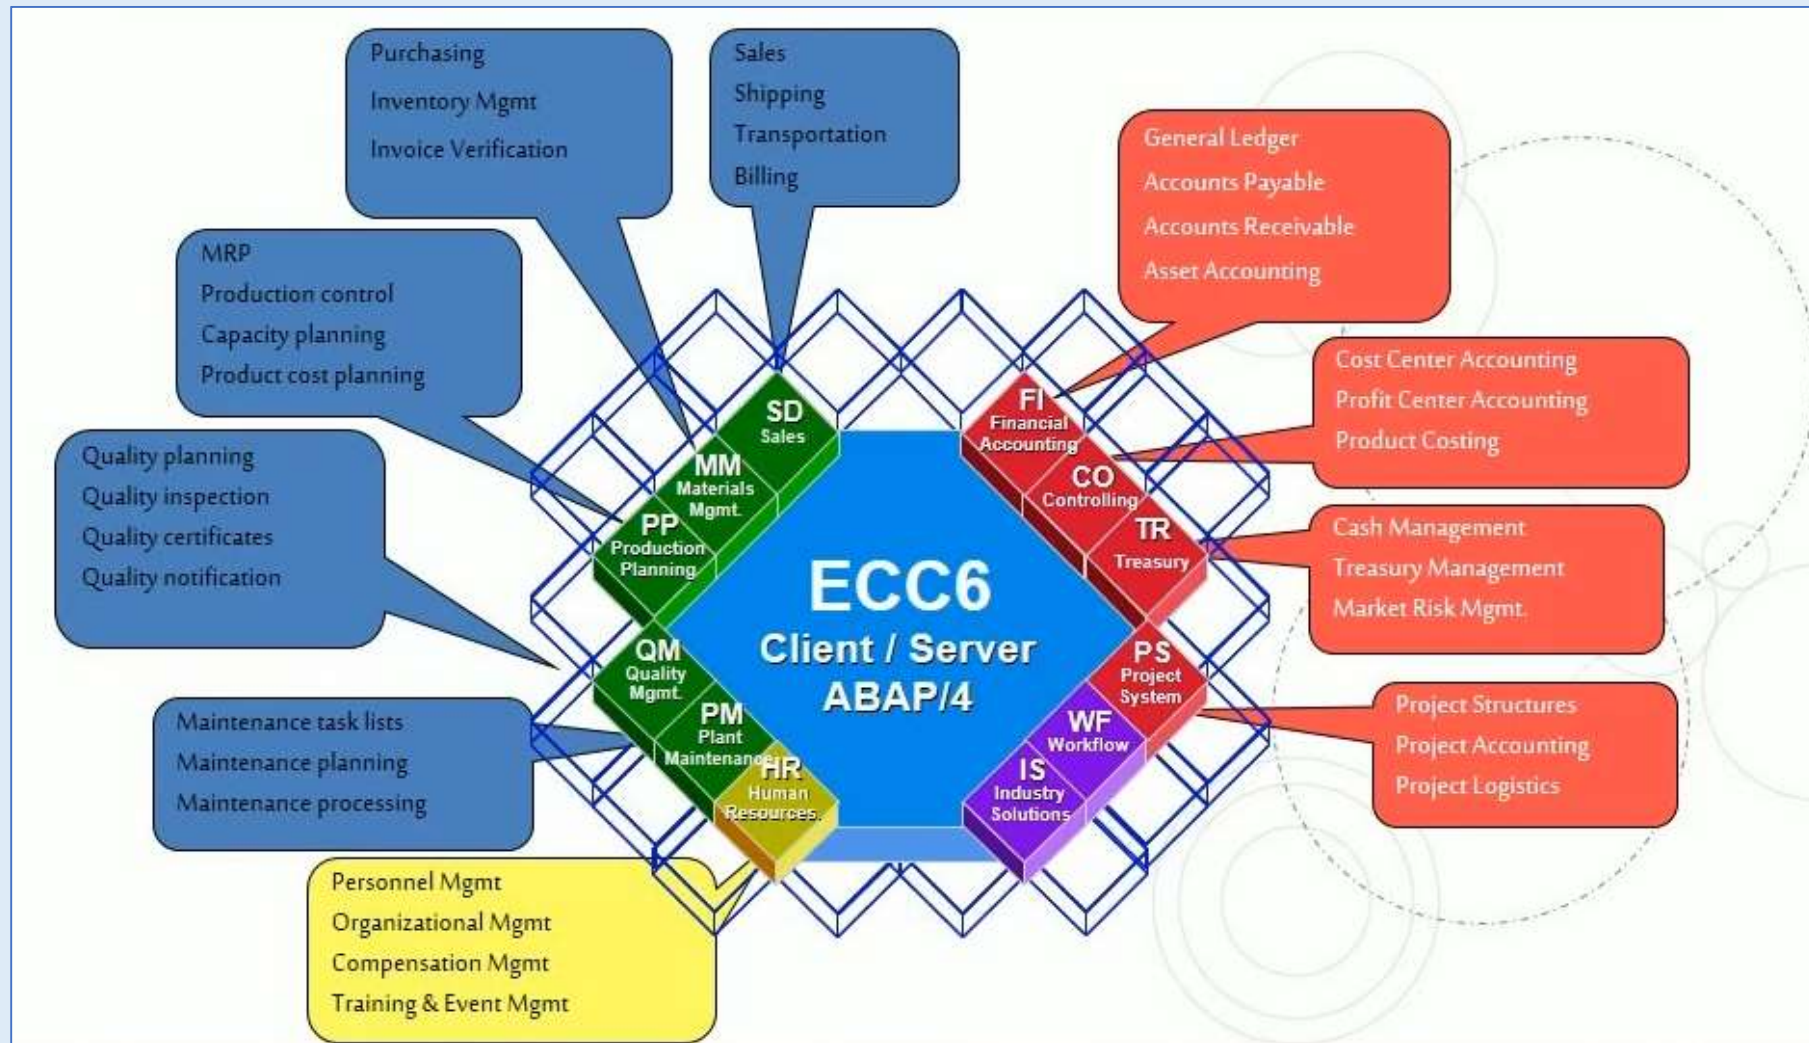 Purchasing
Inventory Mgmt
Invoice Verification
Sales
Shipping
Transportation
Billing
General Ledger
Accounts Payable
Accounts Receivable
Asset Accounting
MRP
Production control
Capacity planning
Product cost planning
Cost Center Accounting
Profit Center Accounting
Product Costing
Quality planning
Quality inspection
Quality certificates
Quality notification
Cash Management
Treasury Management
Market Risk Mgmt.
Maintenance task lists
Maintenance planning
Maintenance processing
Project Structures
Project Accounting
Project Logistics
Personnel Mgmt
Organizational Mgmt
Compensation Mgmt
Training & Event Mgmt
SD
Sales
MM
Materials
Mgmt.
PP
Production
Planning
QM
Quality
Mgmt.
PM
Plant
Maintenance
HR
Human
Resources.
ECC6
Client / Server
ABAP/4
FI
Financial
Accounting
CO
Controlling
TR
Treasury
PS
Project
System
WF
Workflow
IS
Industry
Solutions